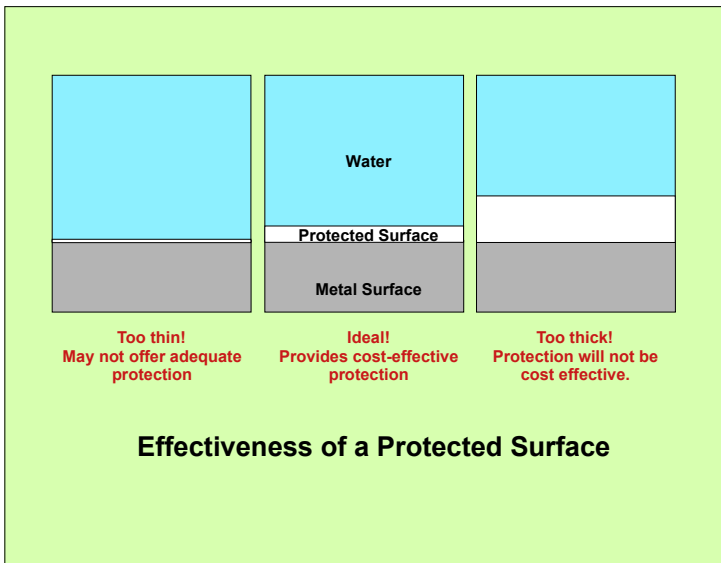 Water
Protected Surface
Metal Surface
Too thin!
May not offer adequate
protection
Ideal!
Provides cost-effective
protection
Too thick!
Protection will not be
cost effective.
Effectiveness of a Protected Surface